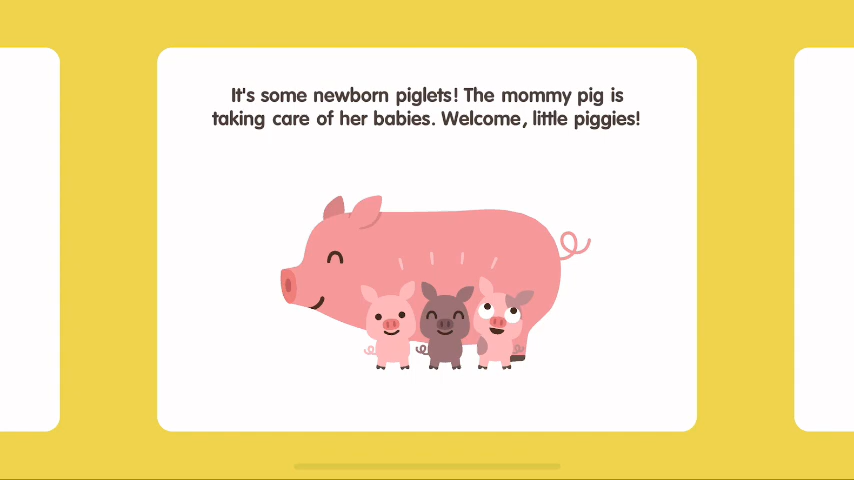 It's some newborn piglets! The mommy pig is
taking care of her babies. Welcome, little piggies!